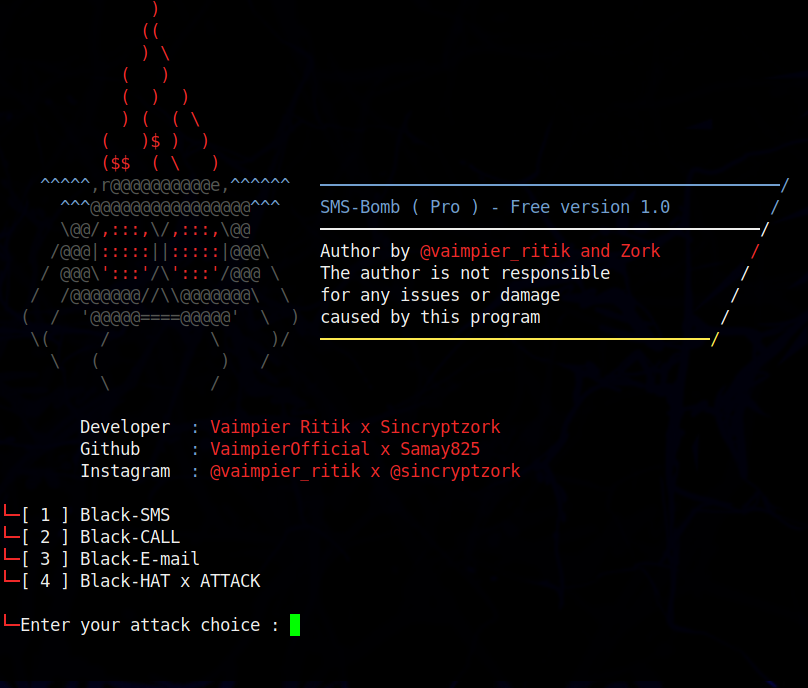 SMS-Bomb ( Pro ) - Free version 1.0
Author by @vaimpier_ritik and Zork
The author is not responsible
for any issues or damage
caused by this program
Developer : Vaimpier Ritik x Sincryptzork
Github : VaimpierOfficial x Samay825
Instagram : @vaimpier_ritik x @sincryptzork
[ 1 ] Black-SMS
[ 2 ] Black-CALL
[ 3 ] Black-E-mail
[ 4 ] Black-HAT x ATTACK
Enter your attack choice :